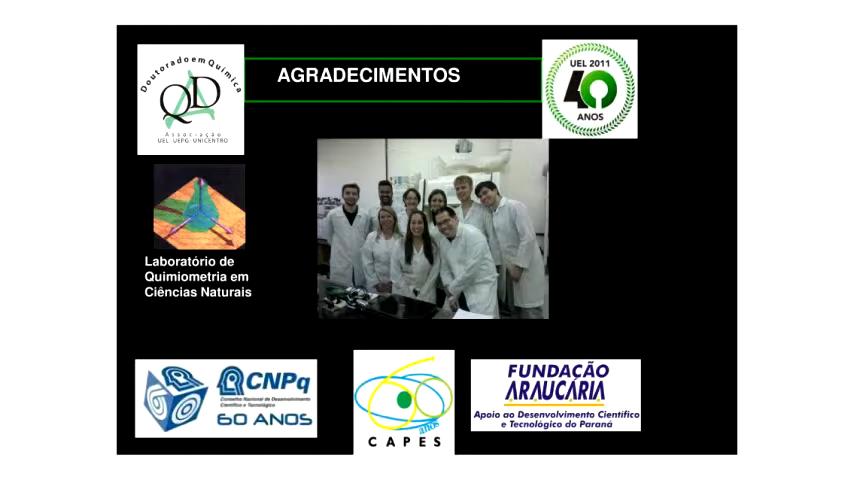 Doutorado em Química
QD
Associação
UEL UEPG UNICENTRO
AGRADECIMENTOS
UEL 2011
40
ANOS
Laboratório de
Quimiometria em
Ciências Naturais
CNPq
Conselho Nacional de Desenvolvimento
Científico e Tecnológico
60 ANOS
60
anos
CAPES
FUNDAÇÃO
ARAUCÁRIA
Apoio ao Desenvolvimento Científico
e Tecnológico do Paraná